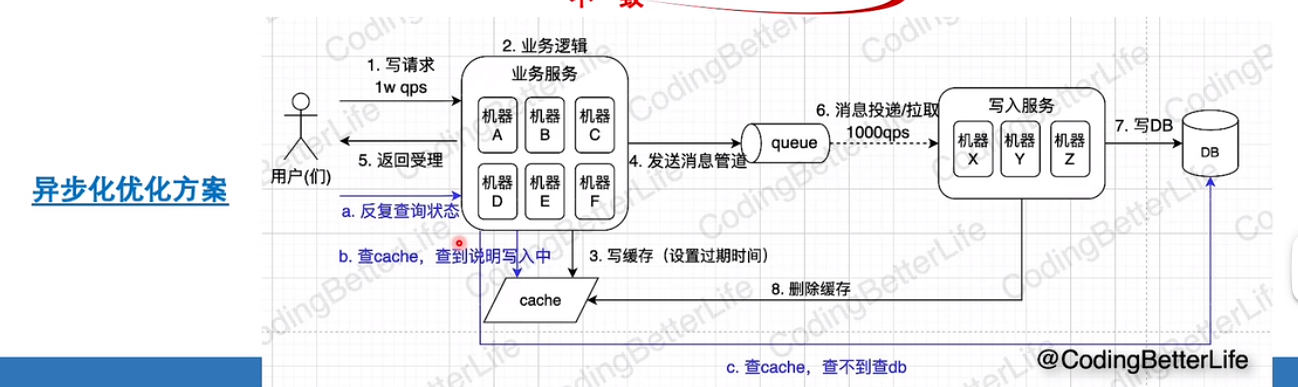 不一致
异步化优化方案
2. 业务逻辑
1. 写请求
1w qps
5. 返回受理
用户(们)
a. 反复查询状态
业务服务
机器
A
机器
B
机器
C
机器
D
机器
E
机器
F
b. 查cache，查到说明写入中
3. 写缓存（设置过期时间）
cache
4. 发送消息管道
queue
6. 消息投递/拉取
1000qps
写入服务
机器
X
机器
Y
机器
Z
7. 写DB
DB
8. 删除缓存
c. 查cache，查不到查db
@CodingBetterLife
CodingBetterLife